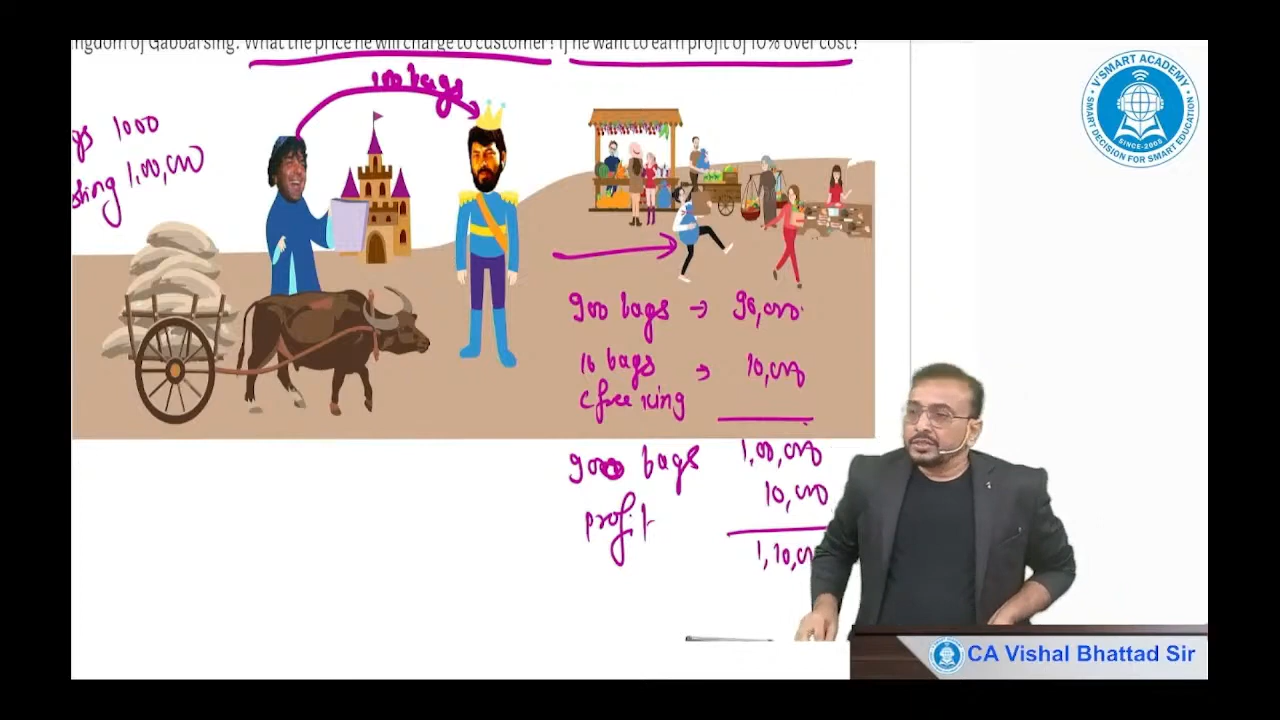 ngdom of Gabbarsing. What the price he will charge to customer? If he want to earn profit of 10% over cost?
100 bags
gs 1000
sting 1,00,000
900 bags → 90,000
10 bags → 10,000
(free king
900 bags 1,00,000
profit 10,000
1,10,00
V'SMART ACADEMY
SINCE-2005
SMART DECISION FOR SMART EDUCATION
CA Vishal Bhattad Sir